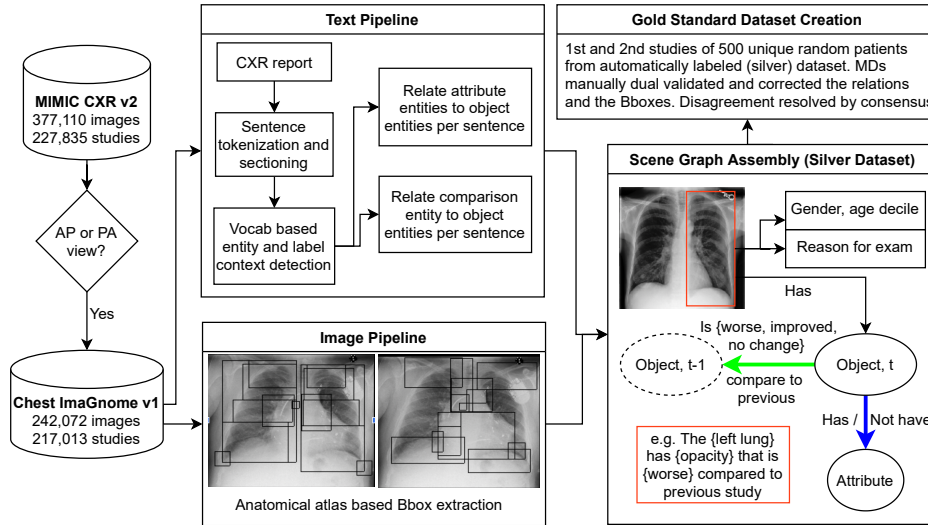 MIMIC CXR v2
377,110 images
227,835 studies
AP or PA
view?
Yes
Chest ImaGnome v1
242,072 images
217,013 studies
Text Pipeline
CXR report
Sentence
tokenization and
sectioning
Vocab based
entity and label
context detection
Relate attribute
entities to object
entities per sentence
Relate comparison
entity to object
entities per sentence
Image Pipeline
Anatomical atlas based Bbox extraction
Gold Standard Dataset Creation
1st and 2nd studies of 500 unique random patients
from automatically labeled (silver) dataset. MDs
manually dual validated and corrected the relations
and the Bboxes. Disagreement resolved by consensus
Scene Graph Assembly (Silver Dataset)
Gender, age decile
Reason for exam
Has
Is {worse, improved,
no change}
Object, t-1
Object, t
compare to
previous
Has / Not have
e.g. The {left lung}
has {opacity} that is
{worse} compared to
previous study
Attribute